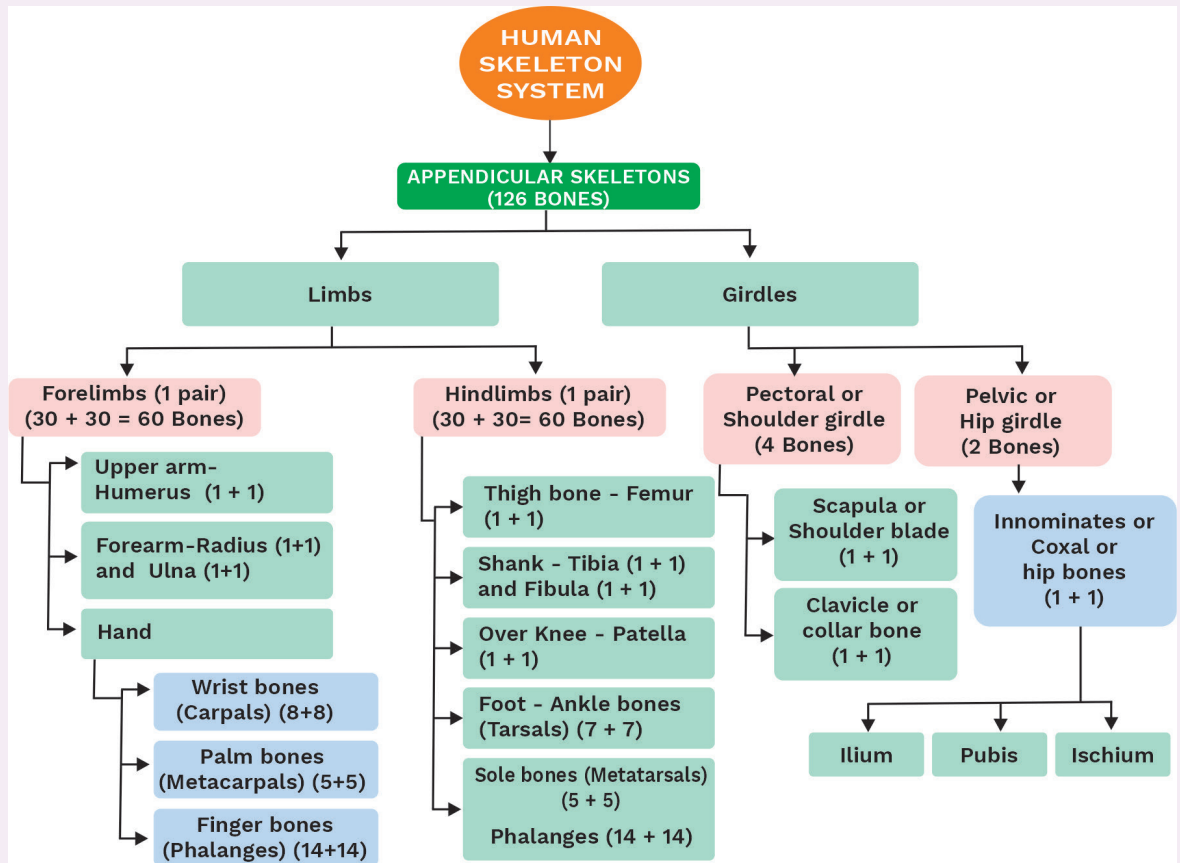 HUMAN
SKELETON
SYSTEM
APPENDICULAR SKELETONS
(126 BONES)
Limbs
Girdles
Forelimbs (1 pair)
(30 + 30 = 60 Bones)
Hindlimbs (1 pair)
(30 + 30= 60 Bones)
Pectoral or
Shoulder girdle
(4 Bones)
Pelvic or
Hip girdle
(2 Bones)
Upper arm-
Humerus (1 + 1)
Forearm-Radius (1+1)
and Ulna (1+1)
Hand
Wrist bones
(Carpals) (8+8)
Palm bones
(Metacarpals) (5+5)
Finger bones
(Phalanges) (14+14)
Thigh bone - Femur
(1 + 1)
Shank - Tibia (1 + 1)
and Fibula (1 + 1)
Over Knee - Patella
(1 + 1)
Foot - Ankle bones
(Tarsals) (7 + 7)
Sole bones (Metatarsals)
(5 + 5)
Phalanges (14 + 14)
Scapula or
Shoulder blade
(1 + 1)
Clavicle or
collar bone
(1 + 1)
Innominates or
Coxal or
hip bones
(1 + 1)
Ilium
Pubis
Ischium